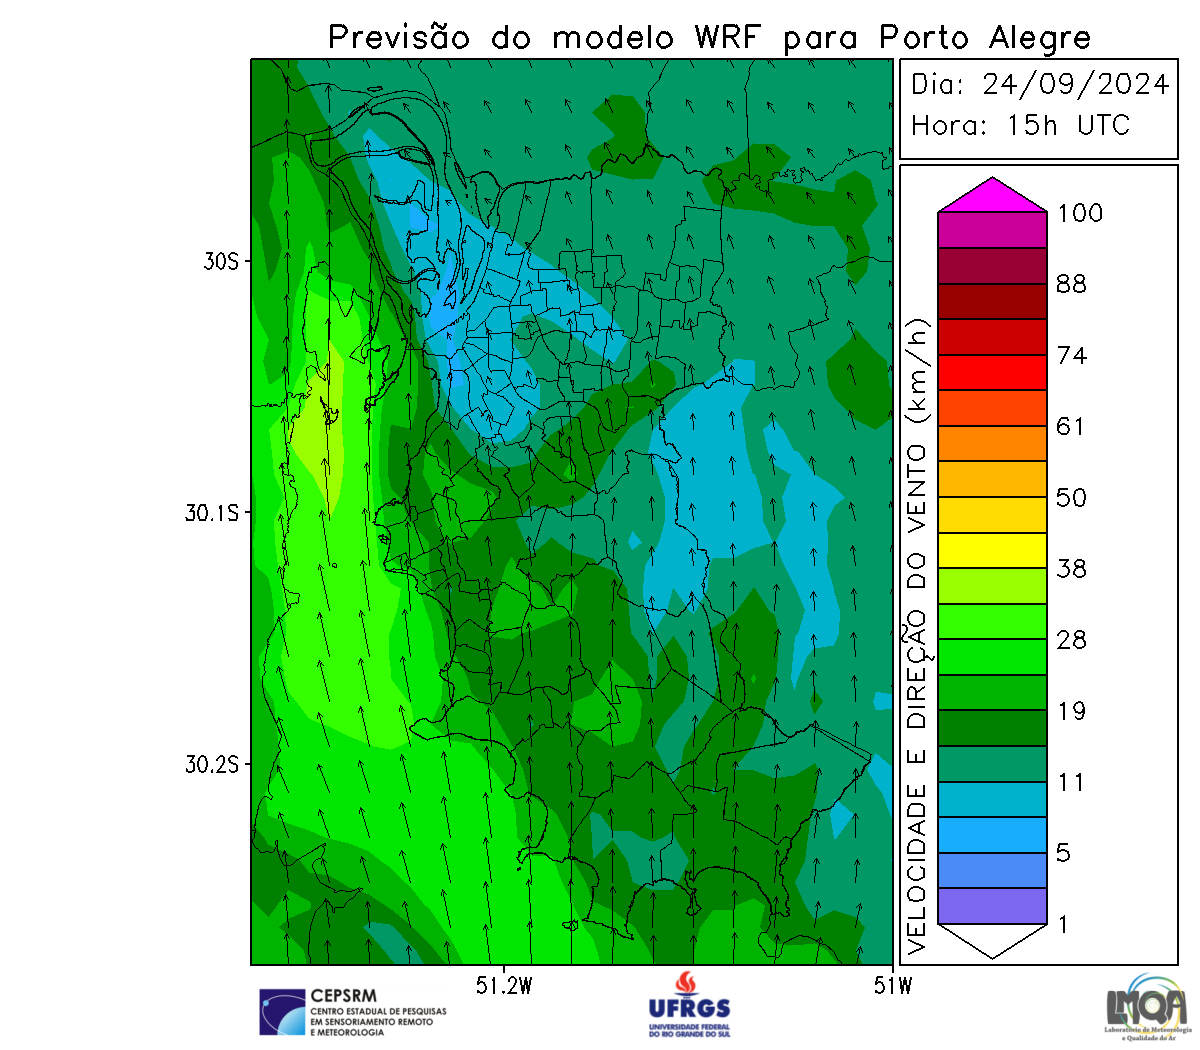 Previsão do modelo WRF para Porto Alegre
Dia: 24/09/2024
Hora: 15h UTC
30S
30.1S
30.2S
51.2W
51W
VELOCIDADE E DIREÇÃO DO VENTO (km/h)
100
88
74
61
50
38
28
19
11
5
1
CEPSRM
CENTRO ESTADUAL DE PESQUISAS
EM SENSORIAMENTO REMOTO
E METEOROLOGIA
UFRGS
UNIVERSIDADE FEDERAL
DO RIO GRANDE DO SUL
LMQA
Laboratório de Meteorologia
e Qualidade do Ar